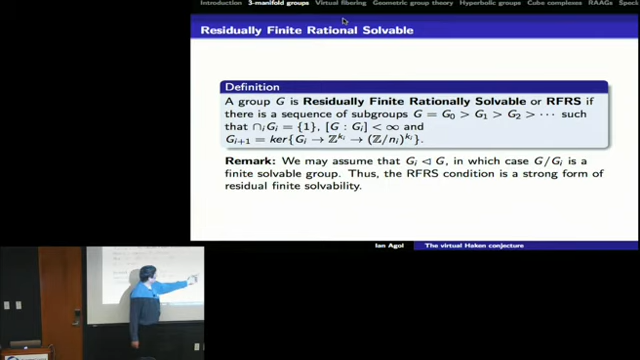 Introduction 3-manifold groups Virtual fibering Geometric group theory Hyperbolic groups Cube complexes RAAGs
Residually Finite Rational Solvable
Definition
A group G is Residually Finite Rationally Solvable or RFRS if
there is a sequence of subgroups G = G₀ > G₁ > G₂ > ··· such
that ∩ᵢGᵢ = {1}, [G : Gᵢ] < ∞ and
Gᵢ₊₁ = ker{Gᵢ → ℤ^kᵢ → (ℤ/nᵢ)^kᵢ}.
Remark: We may assume that Gᵢ ◁ G, in which case G/Gᵢ is a
finite solvable group. Thus, the RFRS condition is a strong form of
residual finite solvability.
Ian Agol The virtual Haken conjecture